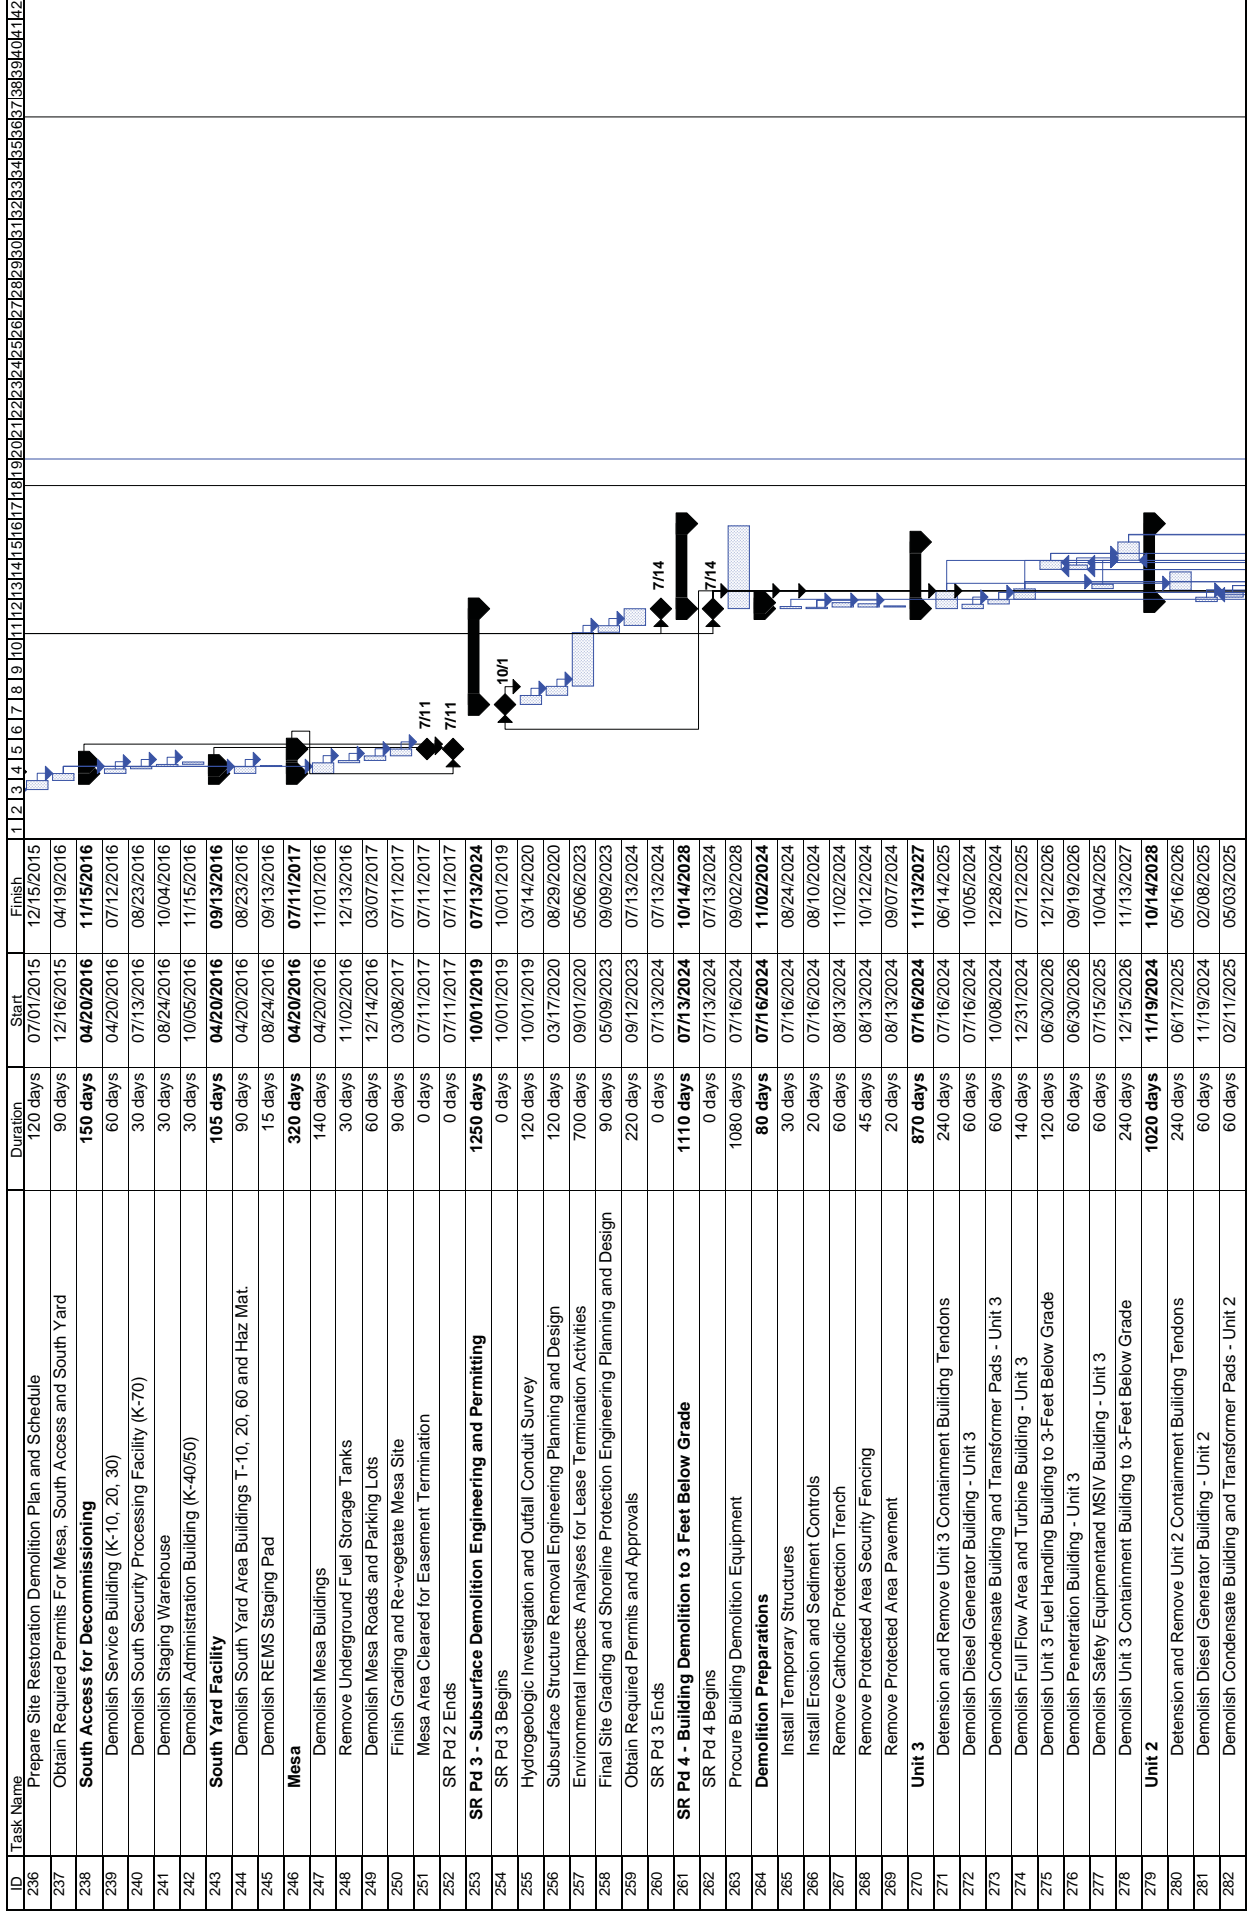 ID Task Name Duration Start Finish 1 2 3 4 5 6 7 8 9 10 11 12 13 14 15 16 17 18 19 20 21 22 23 24 25 26 27 28 29 30 31 32 33 34 35 36 37 38 39 40 41 42
236 Prepare Site Restoration Demolition Plan and Schedule 120 days 07/01/2015 12/15/2015
237 Obtain Required Permits For Mesa, South Access and South Yard 90 days 12/16/2015 04/19/2016
238 South Access for Decommissioning 150 days 04/20/2016 11/15/2016
239 Demolish Service Building (K-10, 20, 30) 60 days 04/20/2016 07/12/2016
240 Demolish South Security Processing Facility (K-70) 30 days 07/13/2016 08/23/2016
241 Demolish Staging Warehouse 30 days 08/24/2016 10/04/2016
242 Demolish Administration Building (K-40/50) 30 days 10/05/2016 11/15/2016
243 South Yard Facility 105 days 04/20/2016 09/13/2016
244 Demolish South Yard Area Buildings T-10, 20, 60 and Haz Mat. 90 days 04/20/2016 08/23/2016
245 Demolish REMS Staging Pad 15 days 08/24/2016 09/13/2016
246 Mesa 320 days 04/20/2016 07/11/2017
247 Demolish Mesa Buildings 140 days 04/20/2016 11/01/2016
248 Remove Underground Fuel Storage Tanks 30 days 11/02/2016 12/13/2016
249 Demolish Mesa Roads and Parking Lots 60 days 12/14/2016 03/07/2017
250 Finish Grading and Re-vegetate Mesa Site 90 days 03/08/2017 07/11/2017
251 Mesa Area Cleared for Easement Termination 0 days 07/11/2017 07/11/2017 7/11
252 SR Pd 2 Ends 0 days 07/11/2017 07/11/2017 7/11
253 SR Pd 3 - Subsurface Demolition Engineering and Permitting 1250 days 10/01/2019 07/13/2024
254 SR Pd 3 Begins 0 days 10/01/2019 10/01/2019 10/1
255 Hydrogeologic Investigation and Outfall Conduit Survey 120 days 10/01/2019 03/14/2020
256 Subsurface Structure Removal Engineering Planning and Design 120 days 03/17/2020 08/29/2020
257 Environmental Impacts Analyses for Lease Termination Activities 700 days 09/01/2020 05/06/2023
258 Final Site Grading and Shoreline Protection Engineering Planning and Design 90 days 05/09/2023 09/09/2023
259 Obtain Required Permits and Approvals 220 days 09/12/2023 07/13/2024
260 SR Pd 3 Ends 0 days 07/13/2024 07/13/2024 7/14
261 SR Pd 4 - Building Demolition to 3 Feet Below Grade 1110 days 07/13/2024 10/14/2028
262 SR Pd 4 Begins 0 days 07/13/2024 07/13/2024 7/14
263 Procure Building Demolition Equipment 1080 days 07/16/2024 09/02/2028
264 Demolition Preparations 80 days 07/16/2024 11/02/2024
265 Install Temporary Structures 30 days 07/16/2024 08/24/2024
266 Install Erosion and Sediment Controls 20 days 07/16/2024 08/10/2024
267 Remove Cathodic Protection Trench 60 days 08/13/2024 11/02/2024
268 Remove Protected Area Security Fencing 45 days 08/13/2024 10/12/2024
269 Remove Protected Area Pavement 20 days 08/13/2024 09/07/2024
270 Unit 3 870 days 07/16/2024 11/13/2027
271 Detension and Remove Unit 3 Containment Builidng Tendons 240 days 07/16/2024 06/14/2025
272 Demolish Diesel Generator Building - Unit 3 60 days 07/16/2024 10/05/2024
273 Demolish Condensate Building and Transformer Pads - Unit 3 60 days 10/08/2024 12/28/2024
274 Demolish Full Flow Area and Turbine Building - Unit 3 140 days 12/31/2024 07/12/2025
275 Demolish Unit 3 Fuel Handling Building to 3-Feet Below Grade 120 days 06/30/2026 12/12/2026
276 Demolish Penetration Building - Unit 3 60 days 06/30/2026 09/19/2026
277 Demolish Safety Equipmentand MSIV Building - Unit 3 60 days 07/15/2025 10/04/2025
278 Demolish Unit 3 Containment Building to 3-Feet Below Grade 240 days 12/15/2026 11/13/2027
279 Unit 2 1020 days 11/19/2024 10/14/2028
280 Detension and Remove Unit 2 Containment Builidng Tendons 240 days 06/17/2025 05/16/2026
281 Demolish Diesel Generator Building - Unit 2 60 days 11/19/2024 02/08/2025
282 Demolish Condensate Building and Transformer Pads - Unit 2 60 days 02/11/2025 05/03/2025